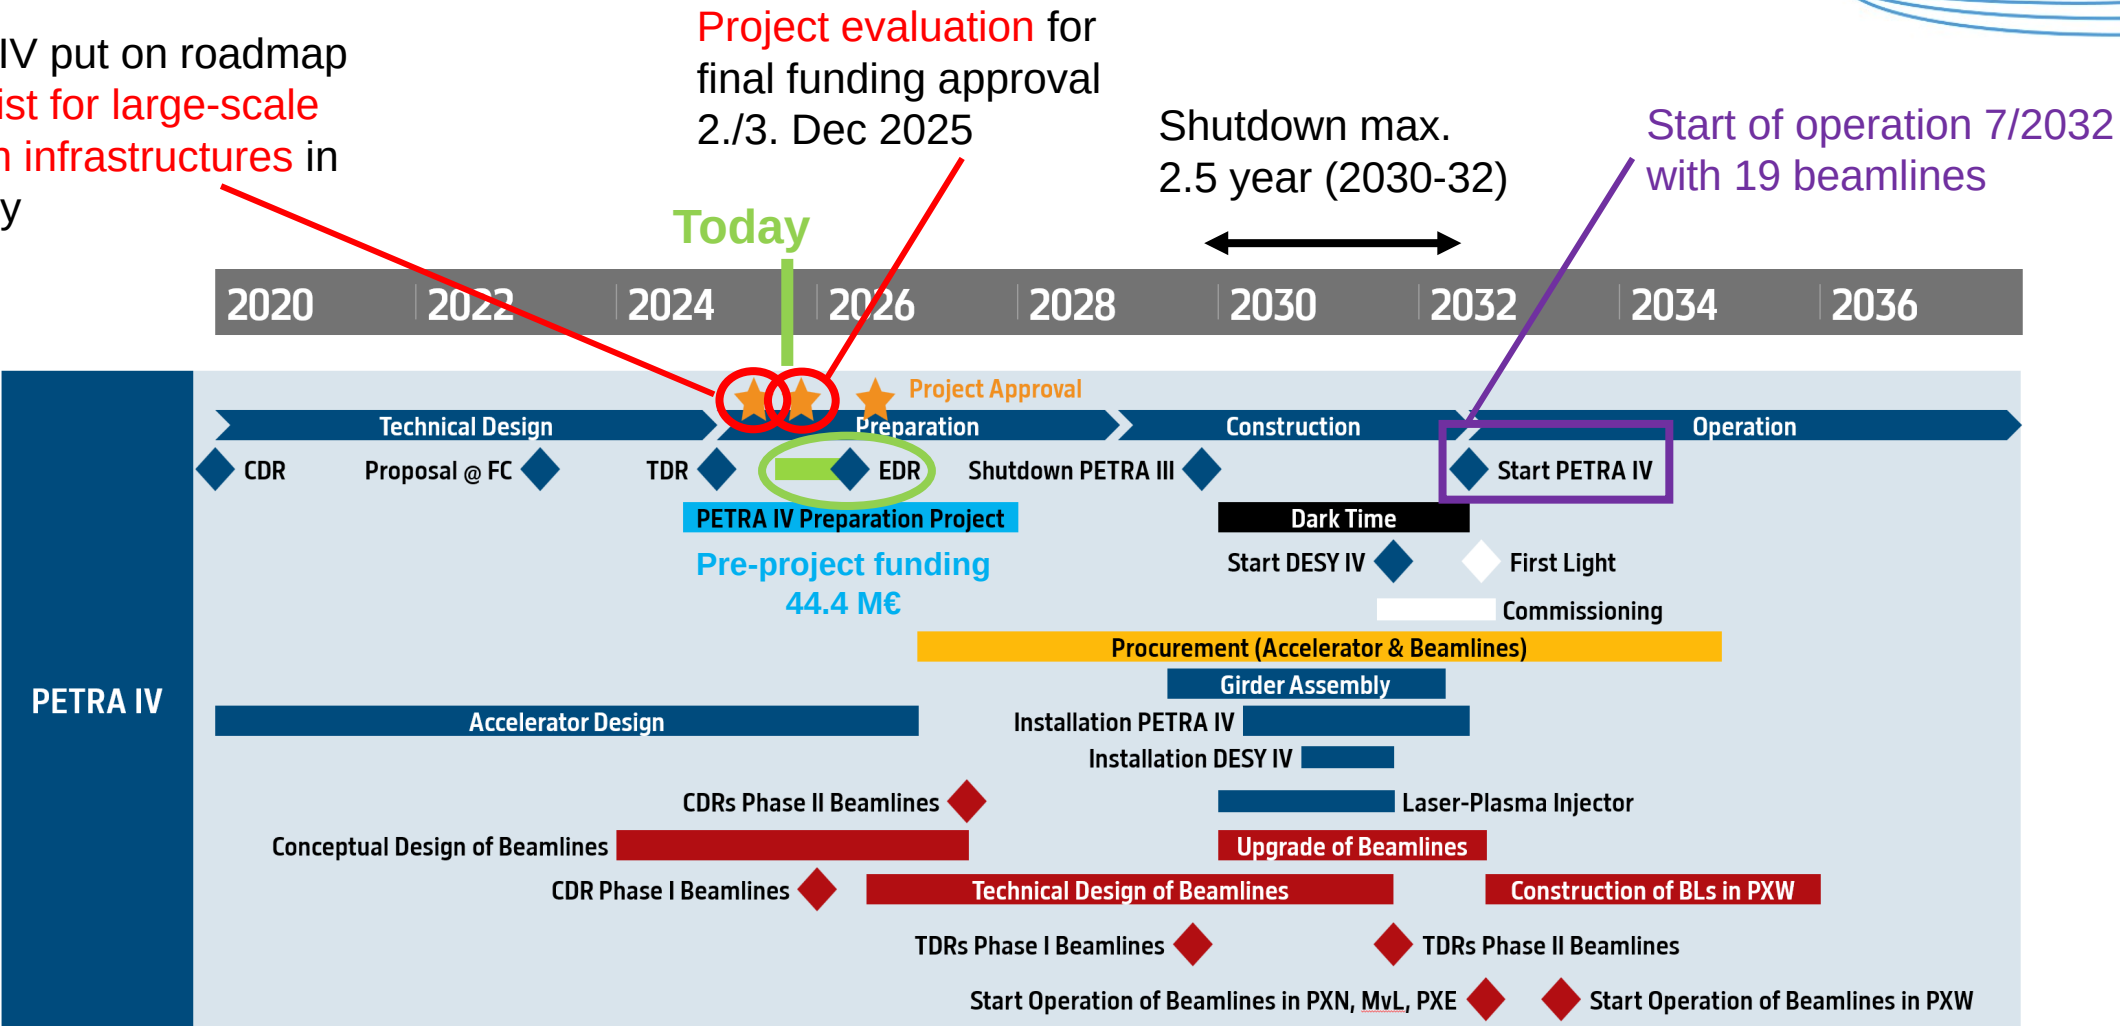 IV put on roadmap
ist for large-scale
n infrastructures in
y
Project evaluation for
final funding approval
2./3. Dec 2025
Shutdown max.
2.5 year (2030-32)
Start of operation 7/2032
with 19 beamlines
Today
2020 2022 2024 2026 2028 2030 2032 2034 2036
Project Approval
Technical Design Preparation Construction Operation
CDR Proposal @ FC TDR EDR Shutdown PETRA III Start PETRA IV
PETRA IV Preparation Project Dark Time
Pre-project funding
44.4 M€
Start DESY IV First Light
Commissioning
Procurement (Accelerator & Beamlines)
Girder Assembly
PETRA IV
Accelerator Design Installation PETRA IV
Installation DESY IV
CDRs Phase II Beamlines Laser-Plasma Injector
Conceptual Design of Beamlines Upgrade of Beamlines
CDR Phase I Beamlines Technical Design of Beamlines Construction of BLs in PXW
TDRs Phase I Beamlines TDRs Phase II Beamlines
Start Operation of Beamlines in PXN, MvL, PXE Start Operation of Beamlines in PXW